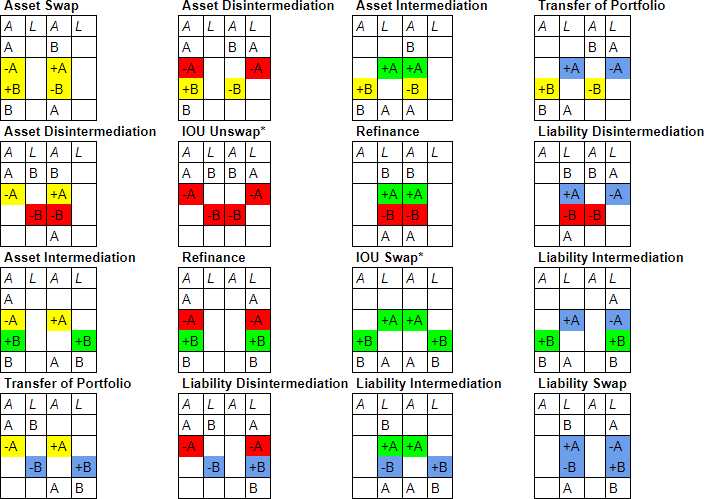 Asset Swap Asset Disintermediation Asset Intermediation Transfer of Portfolio
A L A L A L A L A L A L A L A L
A B A B A B B A
-A +A -A -A +A +A +A -A
+B -B +B -B +B -B +B -B
B A B B A A B A
Asset Disintermediation IOU Unswap* Refinance Liability Disintermediation
A L A L A L A L A L A L A L A L
A B B A B B A B B B B A
-A +A -A -A +A +A +A -A
-B -B -B -B -B -B -B -B
A A A A
Asset Intermediation Refinance IOU Swap* Liability Intermediation
A L A L A L A L A L A L A L A L
A A A A
-A +A -A -A +A +A +A -A
+B +B +B +B +B +B +B +B
B A B B B B A A B B A B
Transfer of Portfolio Liability Disintermediation Liability Intermediation Liability Swap
A L A L A L A L A L A L A L A L
A B A B A B B A
-A +A -A -A +A +A +A -A
-B +B -B +B -B +B -B +B
A B B A A B A B